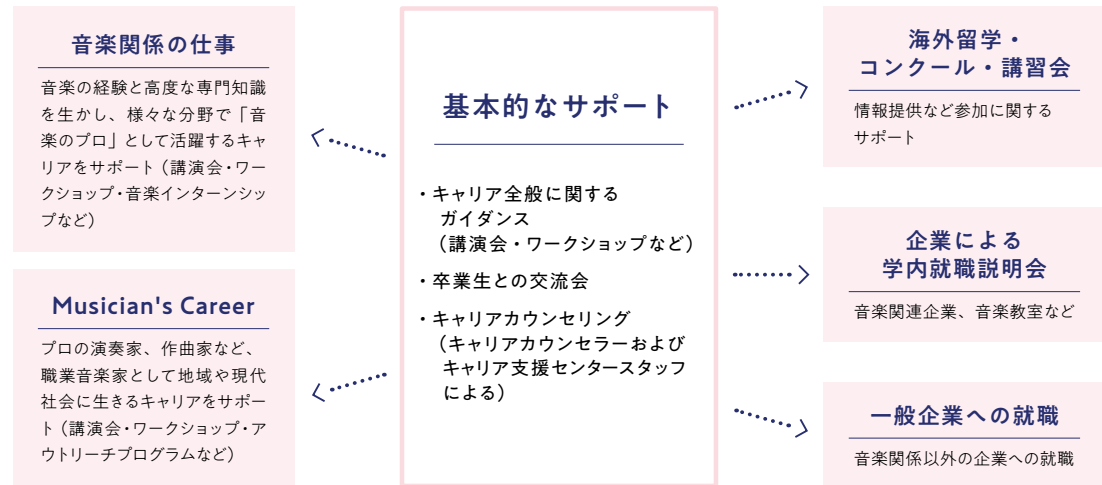 音楽関係の仕事
音楽の経験と高度な専門知識
を生かし、様々な分野で「音
楽のプロ」として活躍するキャ
リアをサポート（講演会・ワー
クショップ・音楽インターンシッ
プなど）
Musician's Career
プロの演奏家、作曲家など、
職業音楽家として地域や現代
社会に生きるキャリアをサポー
ト（講演会・ワークショップ・ア
ウトリーチプログラムなど）
基本的なサポート
・キャリア全般に関する
ガイダンス
（講演会・ワークショップなど）
・卒業生との交流会
・キャリアカウンセリング
（キャリアカウンセラーおよび
キャリア支援センタースタッフ
による）
海外留学・
コンクール・講習会
情報提供など参加に関する
サポート
企業による
学内就職説明会
音楽関連企業、音楽教室など
一般企業への就職
音楽関係以外の企業への就職